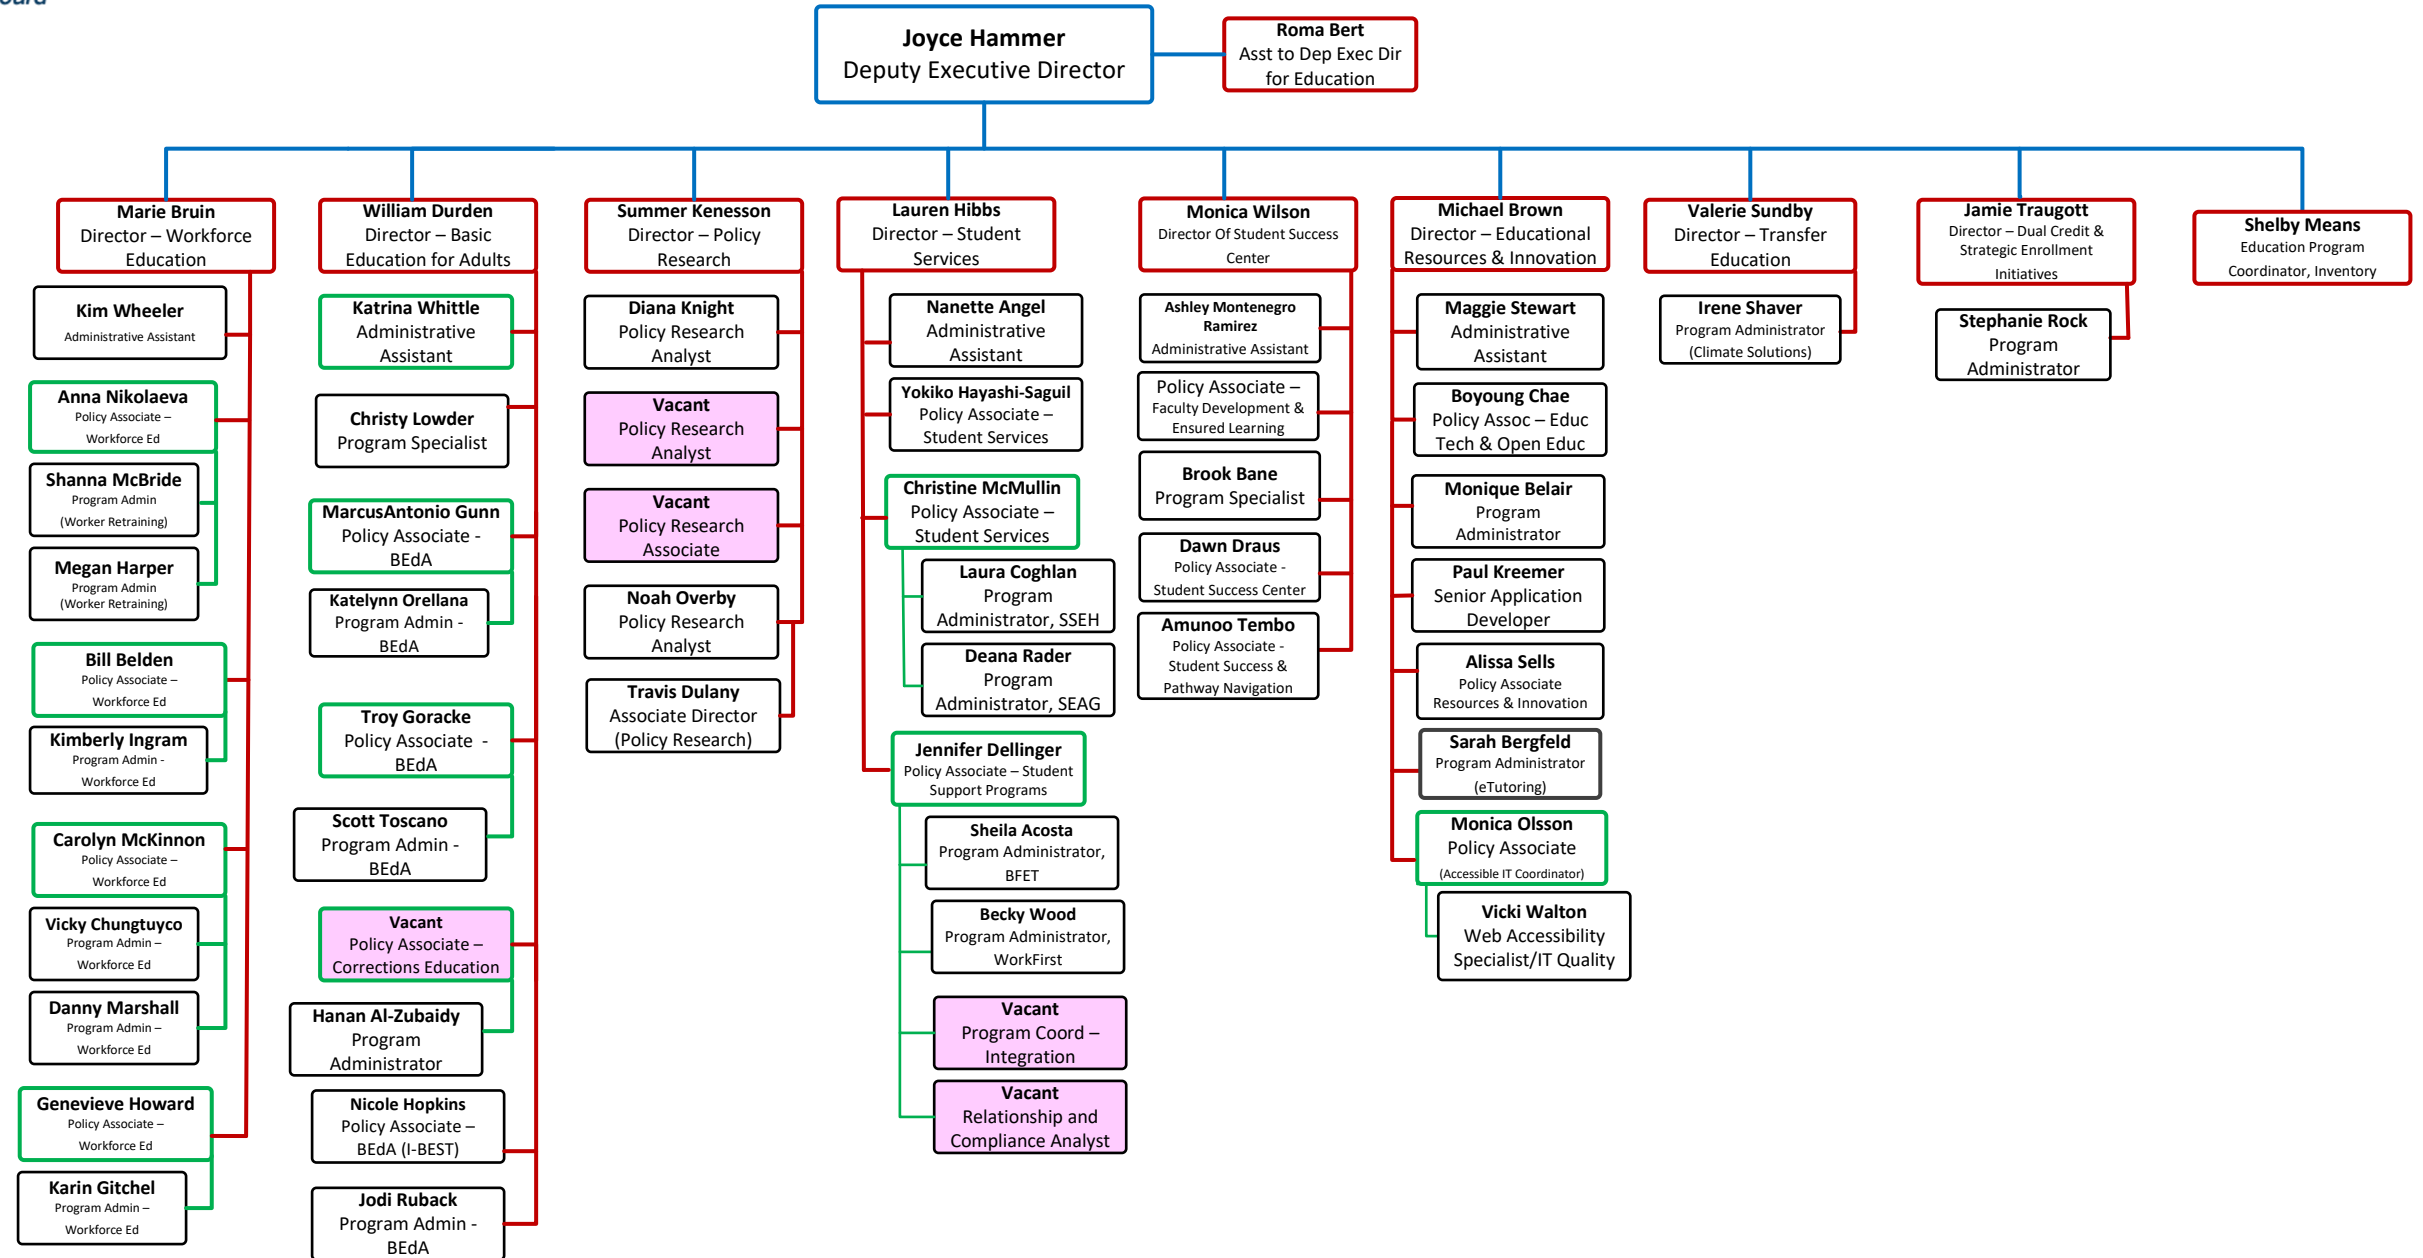 Joyce Hammer
Deputy Executive Director
Roma Bert
Asst to Dep Exec Dir
for Education
Marie Bruin
Director – Workforce
Education
Kim Wheeler
Administrative Assistant
Anna Nikolaeva
Policy Associate –
Workforce Ed
Shanna McBride
Program Admin
(Worker Retraining)
Megan Harper
Program Admin
(Worker Retraining)
Bill Belden
Policy Associate –
Workforce Ed
Kimberly Ingram
Program Admin -
Workforce Ed
Carolyn McKinnon
Policy Associate –
Workforce Ed
Vicky Chungtuyco
Program Admin –
Workforce Ed
Danny Marshall
Program Admin –
Workforce Ed
Genevieve Howard
Policy Associate –
Workforce Ed
Karin Gitchel
Program Admin –
Workforce Ed
William Durden
Director – Basic
Education for Adults
Katrina Whittle
Administrative
Assistant
Christy Lowder
Program Specialist
MarcusAntonio Gunn
Policy Associate -
BEdA
Katelynn Orellana
Program Admin -
BEdA
Troy Goracke
Policy Associate -
BEdA
Scott Toscano
Program Admin -
BEdA
Vacant
Policy Associate –
Corrections Education
Hanan Al-Zubaidy
Program
Administrator
Nicole Hopkins
Policy Associate –
BEdA (I-BEST)
Jodi Ruback
Program Admin -
BEdA
Summer Kenesson
Director – Policy
Research
Diana Knight
Policy Research
Analyst
Vacant
Policy Research
Analyst
Vacant
Policy Research
Associate
Noah Overby
Policy Research
Analyst
Travis Dulany
Associate Director
(Policy Research)
Lauren Hibbs
Director – Student
Services
Nanette Angel
Administrative
Assistant
Yokiko Hayashi-Saguil
Policy Associate –
Student Services
Christine McMullin
Policy Associate –
Student Services
Laura Coghlan
Program
Administrator, SSEH
Deana Rader
Program
Administrator, SEAG
Jennifer Dellinger
Policy Associate – Student
Support Programs
Sheila Acosta
Program Administrator,
BFET
Becky Wood
Program Administrator,
WorkFirst
Vacant
Program Coord –
Integration
Vacant
Relationship and
Compliance Analyst
Monica Wilson
Director Of Student Success
Center
Ashley Montenegro
Ramirez
Administrative Assistant
Policy Associate –
Faculty Development &
Ensured Learning
Brook Bane
Program Specialist
Dawn Draus
Policy Associate -
Student Success Center
Amunoo Tembo
Policy Associate -
Student Success &
Pathway Navigation
Michael Brown
Director – Educational
Resources & Innovation
Maggie Stewart
Administrative
Assistant
Boyoung Chae
Policy Assoc – Educ
Tech & Open Educ
Monique Belair
Program
Administrator
Paul Kreemer
Senior Application
Developer
Alissa Sells
Policy Associate
Resources & Innovation
Sarah Bergfeld
Program Administrator
(eTutoring)
Monica Olsson
Policy Associate
(Accessible IT Coordinator)
Vicki Walton
Web Accessibility
Specialist/IT Quality
Valerie Sundby
Director – Transfer
Education
Irene Shaver
Program Administrator
(Climate Solutions)
Jamie Traugott
Director – Dual Credit &
Strategic Enrollment
Initiatives
Stephanie Rock
Program
Administrator
Shelby Means
Education Program
Coordinator, Inventory